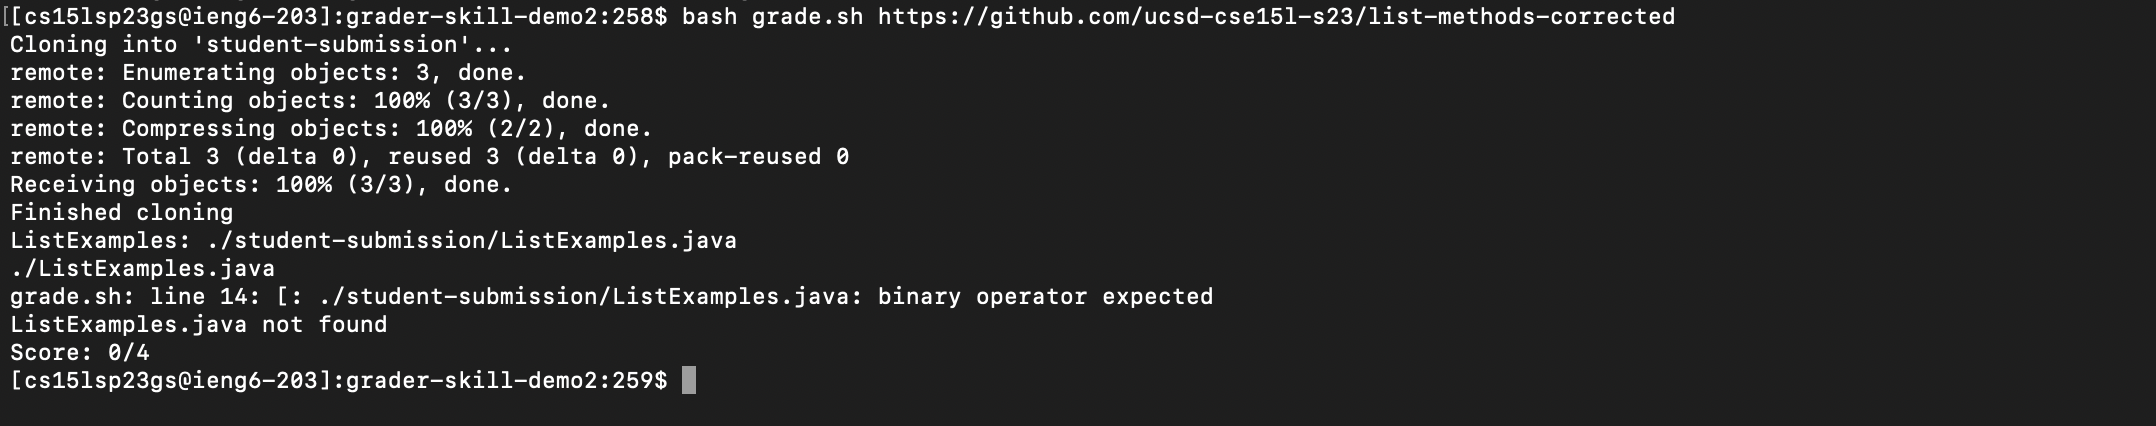 [[cs15lsp23gs@ieng6-203]:grader-skill-demo2:258$ bash grade.sh https://github.com/ucsd-cse15l-s23/list-methods-corrected
Cloning into 'student-submission'...
remote: Enumerating objects: 3, done.
remote: Counting objects: 100% (3/3), done.
remote: Compressing objects: 100% (2/2), done.
remote: Total 3 (delta 0), reused 3 (delta 0), pack-reused 0
Receiving objects: 100% (3/3), done.
Finished cloning
ListExamples: ./student-submission/ListExamples.java
./ListExamples.java
grade.sh: line 14: [: ./student-submission/ListExamples.java: binary operator expected
ListExamples.java not found
Score: 0/4
[cs15lsp23gs@ieng6-203]:grader-skill-demo2:259$